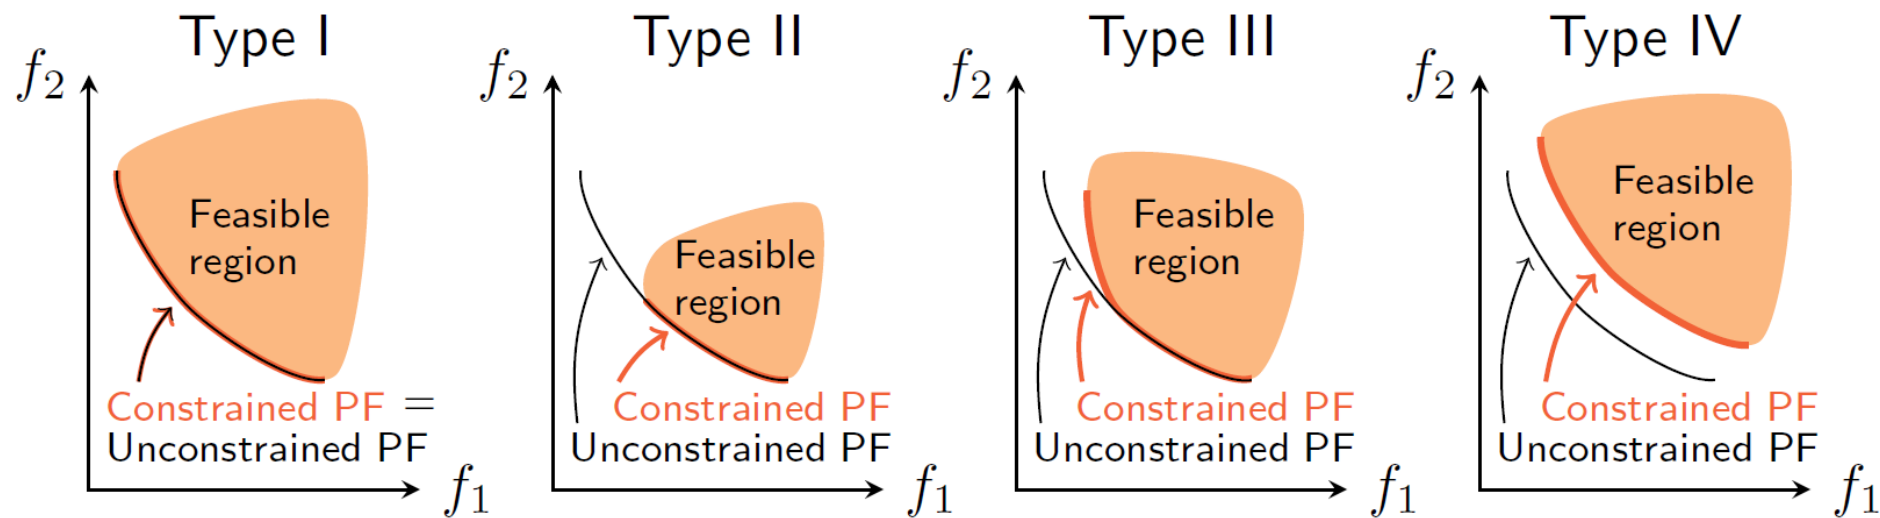 Type I
f2
Feasible
region
Constrained PF =
Unconstrained PF
f1
Type II
f2
Feasible
region
Constrained PF
Unconstrained PF
f1
Type III
f2
Feasible
region
Constrained PF
Unconstrained PF
f1
Type IV
f2
Feasible
region
Constrained PF
Unconstrained PF
f1